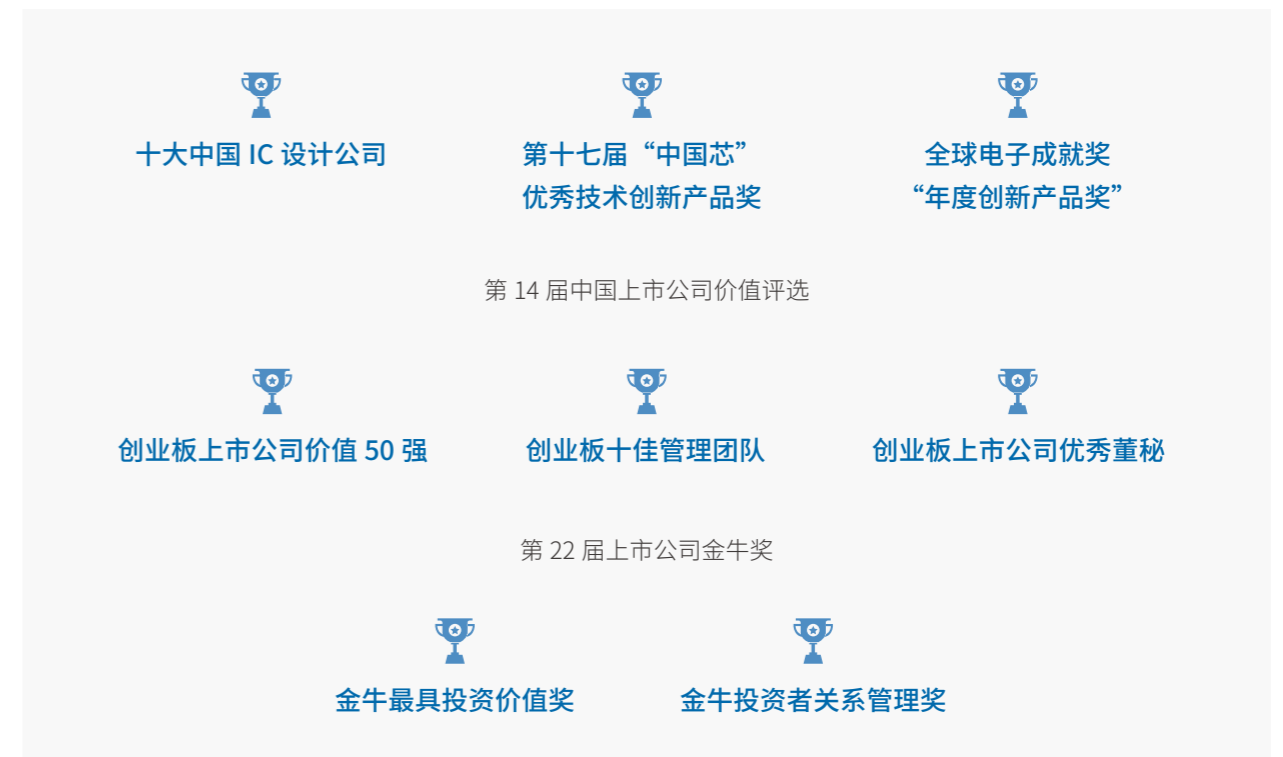 十大中国 IC 设计公司
第十七届“中国芯”
优秀技术创新产品奖
全球电子成就奖
“年度创新产品奖”
第 14 届中国上市公司价值评选
创业板上市公司价值 50 强
创业板十佳管理团队
创业板上市公司优秀董秘
第 22 届上市公司金牛奖
金牛最具投资价值奖
金牛投资者关系管理奖